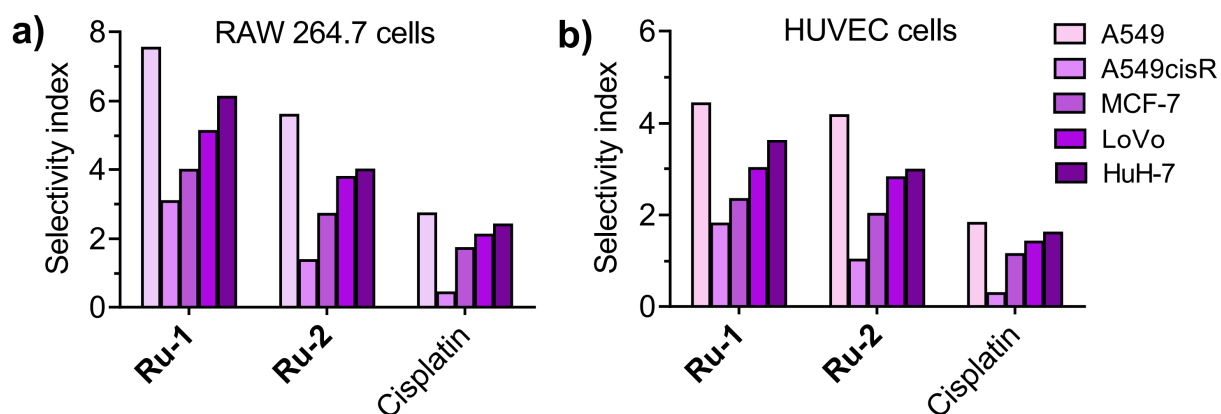 a)
RAW 264.7 cells
Selectivity index
8
6
4
2
0
Ru-1
Ru-2
Cisplatin
b)
HUVEC cells
Selectivity index
6
4
2
0
Ru-1
Ru-2
Cisplatin
A549
A549cisR
MCF-7
LoVo
HuH-7